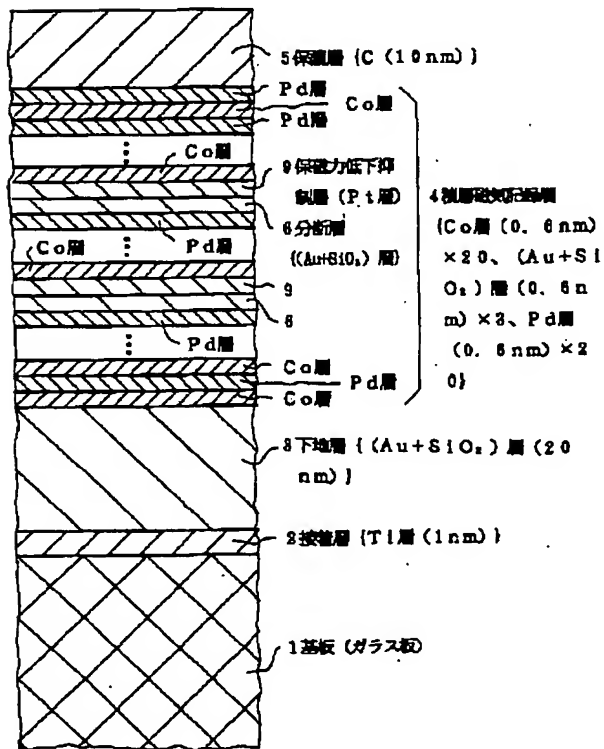 5保護層 {C (10nm)}
Pd層
Co層
Pd層
Co層
9保磁力低下抑
制層 (Pt層)
6分断層
{(Au+SiO₂) 層}
Pd層
Co層
9
6
Pd層
4積層磁気記録層
{Co層 (0. 6nm)
×20、(Au+Si
O₂) 層 (0. 6n
m) ×3、Pd層
(0. 6nm) ×2
0}
Co層
Pd層
Co層
3下地層 {(Au+SiO₂) 層 (20
nm)}
2接着層 {Ti層 (1nm)}
1基板 (ガラス板)